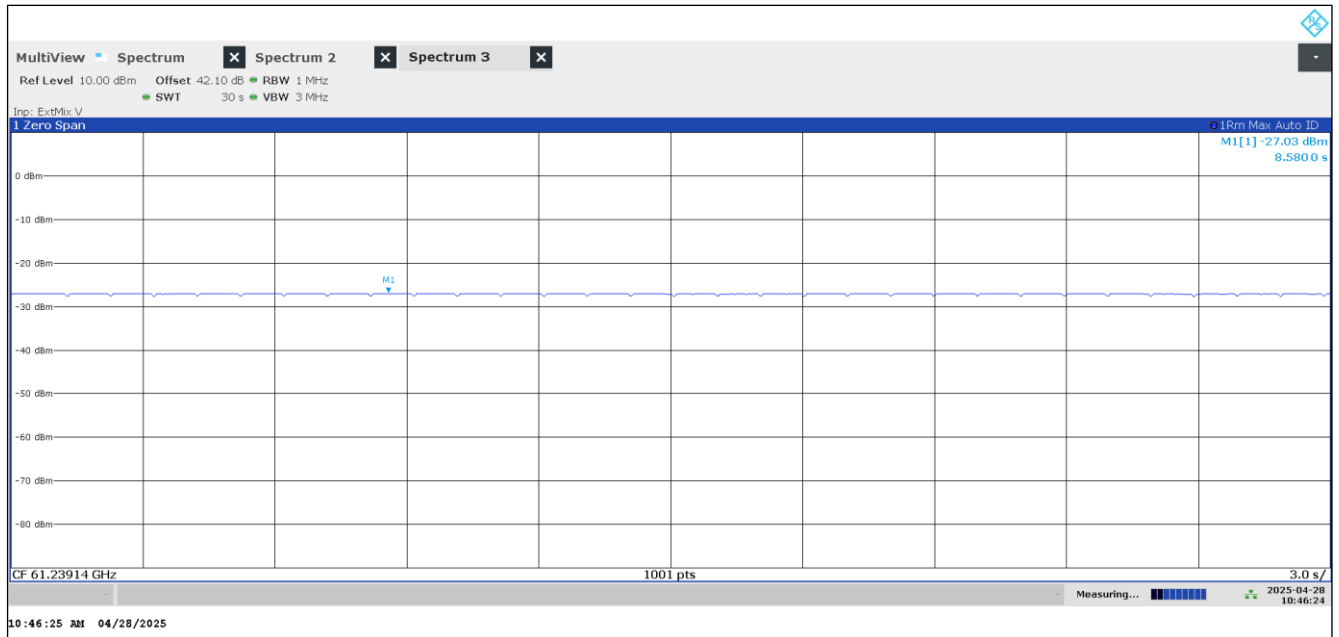 R&S
MultiView Spectrum Spectrum 2 Spectrum 3
Ref Level 10.00 dBm Offset 42.10 dB RBW 1 MHz
SWT 30 s VBW 3 MHz
Inp: ExtMix V
1 Zero Span 1Rm Max Auto ID
M1[1] -27.03 dBm
8.5800 s
0 dBm
-10 dBm
-20 dBm
M1
-30 dBm
-40 dBm
-50 dBm
-60 dBm
-70 dBm
-80 dBm
CF 61.23914 GHz 1001 pts 3.0 s/
Measuring... 2025-04-28
10:46:24
10:46:25 AM 04/28/2025